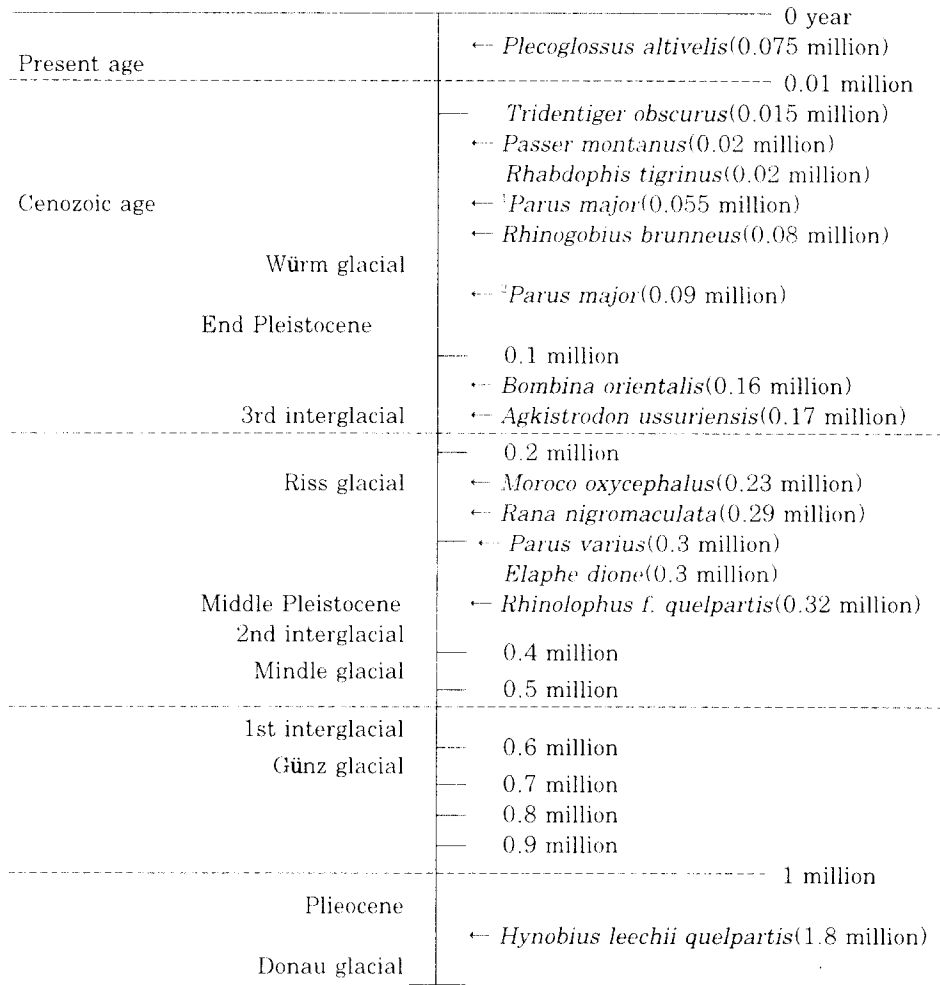 0 year
← Plecoglossus altivelis(0.075 million)
Present age
0.01 million
Tridentiger obscurus(0.015 million)
← Passer montanus(0.02 million)
Rhabdophis tigrinus(0.02 million)
Cenozoic age ← ¹Parus major(0.055 million)
← Rhinogobius brunneus(0.08 million)
Würm glacial
← ²Parus major(0.09 million)
End Pleistocene
0.1 million
← Bombina orientalis(0.16 million)
3rd interglacial ← Agkistrodon ussuriensis(0.17 million)
0.2 million
Riss glacial ← Moroco oxycephalus(0.23 million)
← Rana nigromaculata(0.29 million)
← Parus varius(0.3 million)
Elaphe dione(0.3 million)
Middle Pleistocene ← Rhinolophus f. quelpartis(0.32 million)
2nd interglacial
0.4 million
Mindle glacial
0.5 million
1st interglacial
0.6 million
Günz glacial
0.7 million
0.8 million
0.9 million
1 million
Plieocene
← Hynobius leechii quelpartis(1.8 million)
Donau glacial